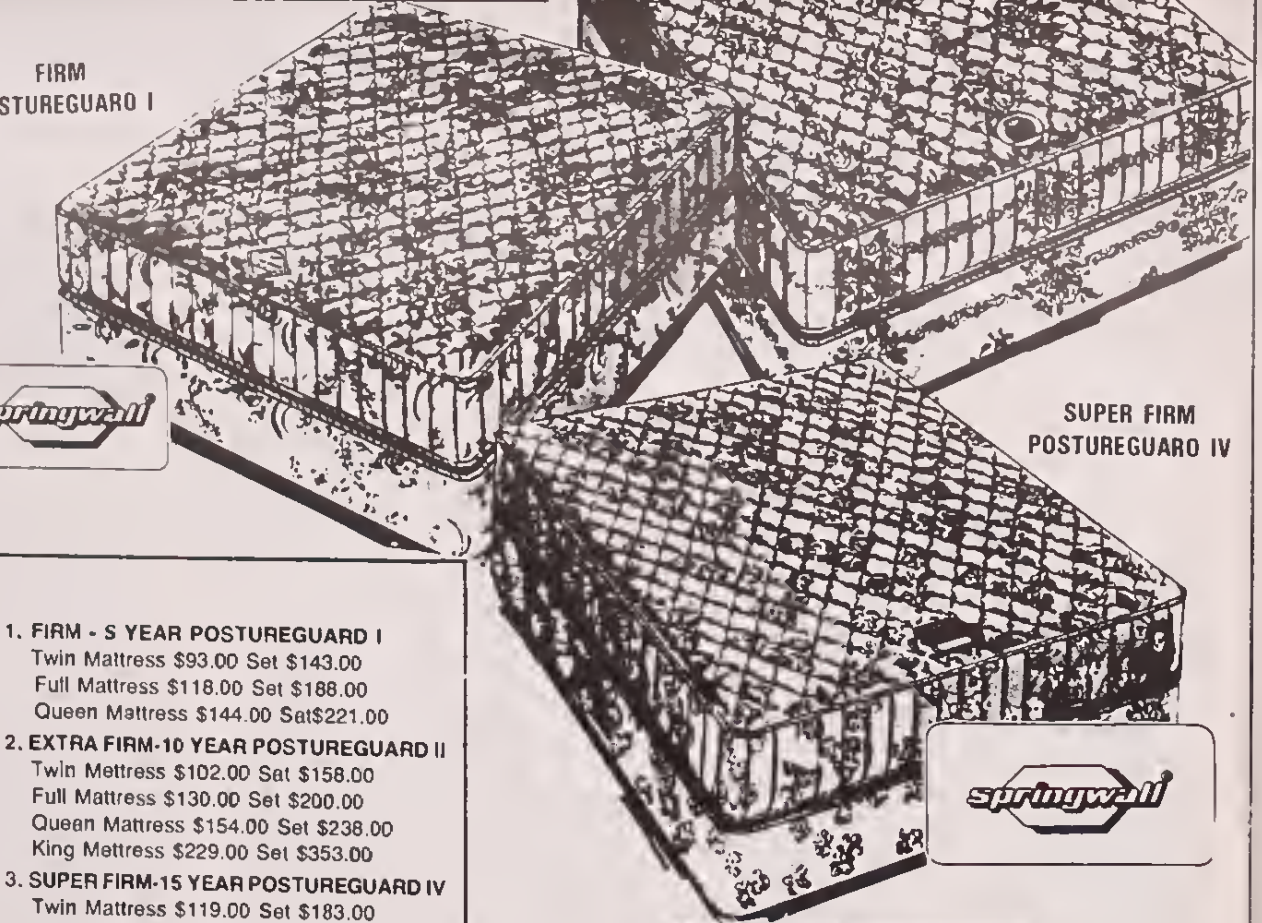 FIRM
STUREGUARO I
springwall
SUPER FIRM
POSTUREGUARO IV
1. FIRM - S YEAR POSTUREGUARD I
Twin Mattress $93.00 Set $143.00
Full Mattress $118.00 Set $188.00
Queen Mattress $144.00 Sat$221.00
2. EXTRA FIRM-10 YEAR POSTUREGUARD II
Twin Mettress $102.00 Sat $158.00
Full Mattress $130.00 Set $200.00
Quean Mattress $154.00 Set $238.00
King Mettress $229.00 Set $353.00
3. SUPER FIRM-15 YEAR POSTUREGUARD IV
Twin Mattress $119.00 Set $183.00
springwall